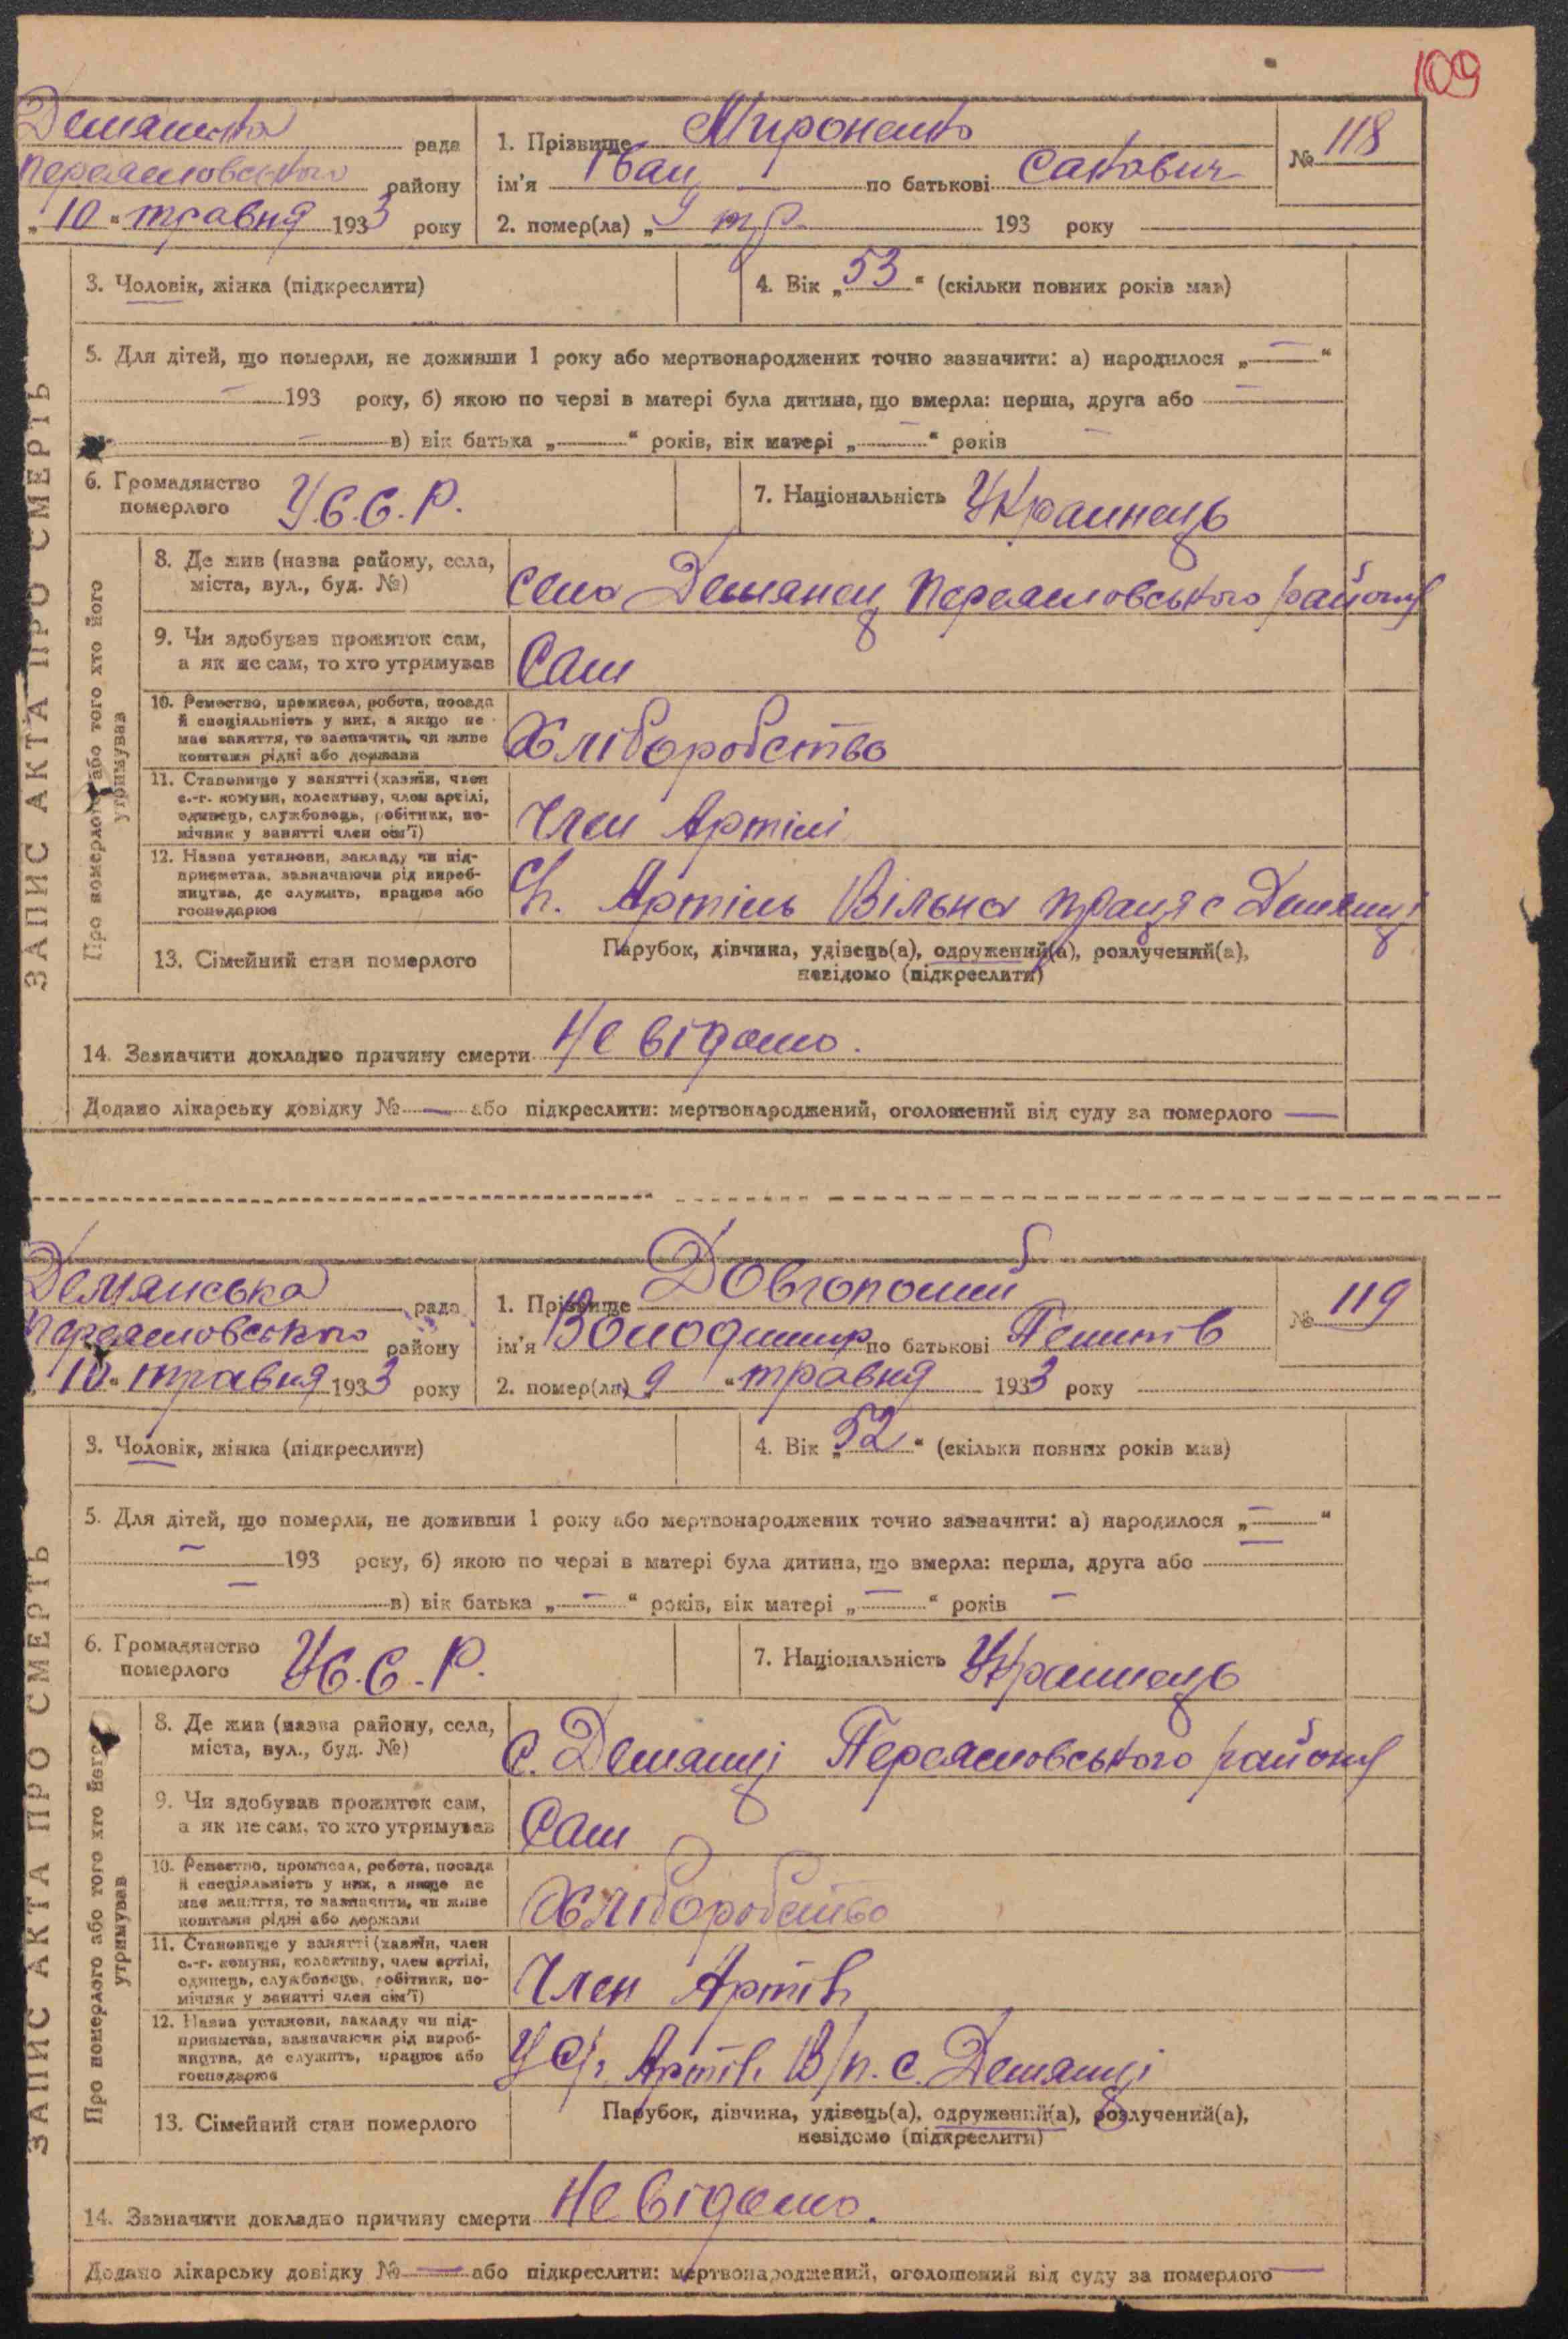 109
ЗАПИС АКТА ПРО СМЕРТЬ
Демянська рада
Переяславського району
„10“ травня 1933 року
1. Прізвище Мироненко
ім'я Іван — по батькові Савович
№ 118
2. помер(ла) „9 тр. 193 року
3. Чоловік, жінка (підкреслити)
4. Вік „53“ (скільки повних років мав)
5. Для дітей, що померли, не доживши 1 року або мертвонароджених точно зазначити: а) народилося „—“
— 193 року, б) якою по черзі в матері була дитина, що вмерла: перша, друга або —
— в) вік батька „ “ років, вік матері „—“ років —
6. Громадянство померлого У.С.С.Р.
7. Національність Украинець
Про померлого або того хто його утримував
8. Де жив (назва району, села, міста, вул., буд. №)
село Демянец Переяславського району
9. Чи здобував прожиток сам, а як не сам, то хто утримував
Сам
10. Ремество, промисел, робота, посада й спеціяльність у них, а якщо не має заняття, то зазначити, чи живе коштами рідні або держави
Хліборобство
11. Становище у занятті (хазяїн, член с.-г. комуни, колективу, член артілі, одинець, службовець, робітник, помічник у занятті член сім'ї)
Член Артілі
12. Назва установи, закладу чи підприємства, зазначаючи рід виробництва, де служить, працює або господарює
Артіль Вільна праця с Демянці
13. Сімейний стан померлого
Парубок, дівчина, удівець(а), одружений(а), розлучений(а),
невідомо (підкреслити)
14. Зазначити докладно причину смерти Не відомо.
Додано лікарську довідку № — або підкреслити: мертвонароджений, оголошений від суду за померлого —
ЗАПИС АКТА ПРО СМЕРТЬ
Демянська рада
Переяславського району
„10“ травня 1933 року
1. Прізвище Довгополий
ім'я Володимир по батькові
№ 119
2. помер(ла) 9 “ травня 1933 року
3. Чоловік, жінка (підкреслити)
4. Вік „52“ (скільки повних років мав)
5. Для дітей, що померли, не доживши 1 року або мертвонароджених точно зазначити: а) народилося „—“
— 193 року, б) якою по черзі в матері була дитина, що вмерла: перша, друга або —
— в) вік батька „—“ років, вік матері „—“ років —
6. Громадянство померлого УС.С.Р.
7. Національність Украинець
Про померлого або того хто його утримував
8. Де жив (назва району, села, міста, вул., буд. №)
с. Демянці Переяславського району
9. Чи здобував прожиток сам, а як не сам, то хто утримував
Сам
10. Ремество, промисел, робота, посада й спеціяльність у них, а якщо не має заняття, то зазначити, чи живе коштами рідні або держави
Хліборобство
11. Становище у занятті (хазяїн, член с.-г. комуни, колективу, член артілі, одинець, службовець, робітник, помічник у занятті член сім'ї)
Член Артіл
12. Назва установи, закладу чи підприємства, зазначаючи рід виробництва, де служить, працює або господарює
У С/г Артіл. В/п. с. Демянці
13. Сімейний стан померлого
Парубок, дівчина, удівець(а), одружений(а), розлучений(а),
невідомо (підкреслити)
14. Зазначити докладно причину смерти Не відомо.
Додано лікарську довідку № — або підкреслити: мертвонароджений, оголошений від суду за померлого —